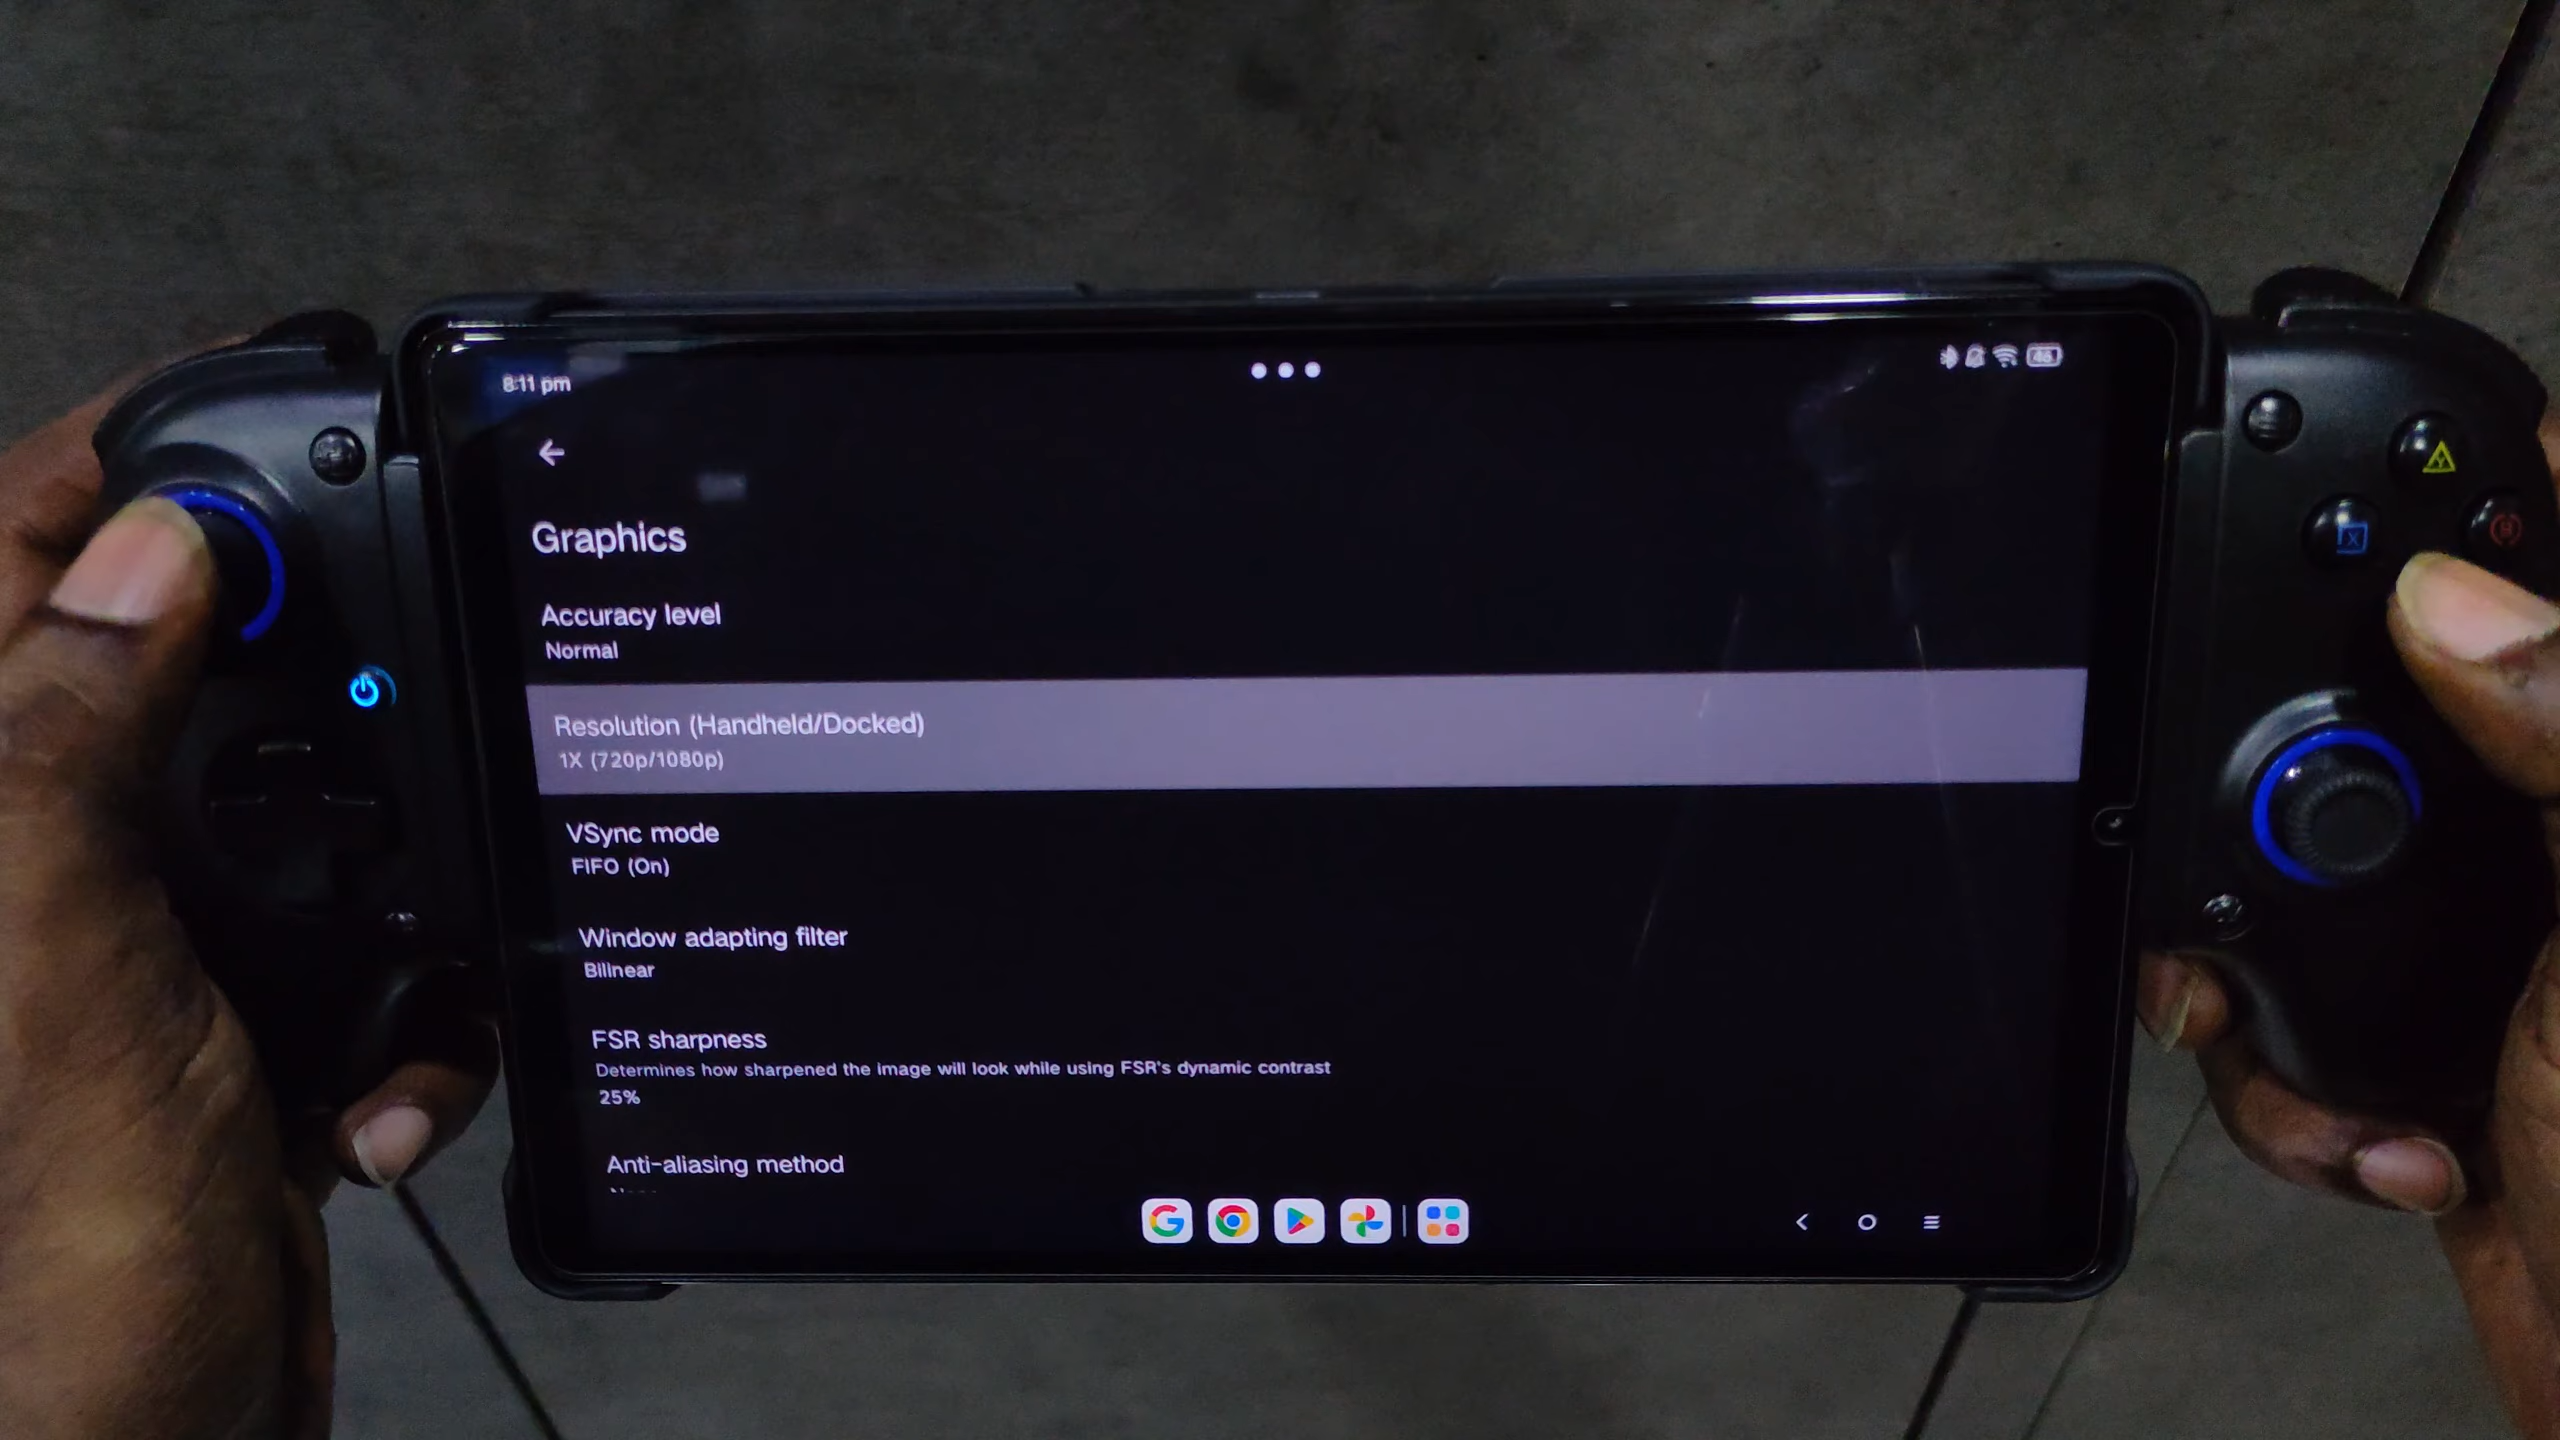 8:11 pm
46
Graphics
Accuracy level
Normal
Resolution (Handheld/Docked)
1X (720p/1080p)
VSync mode
FIFO (On)
Window adapting filter
Bilinear
FSR sharpness
Determines how sharpened the image will look while using FSR's dynamic contrast
25%
Anti-aliasing method
Y
X
B